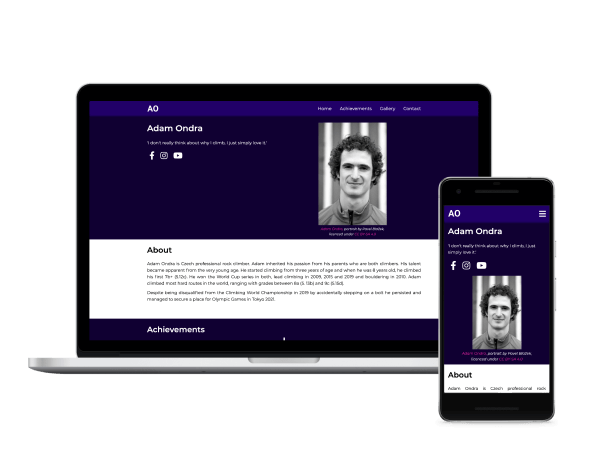 AO
Home Achievements Gallery Contact
Adam Ondra
'I don't really think about why I climb, I just simply love it.'
Adam Ondra, portrait by Pavel Blažek,
licenced under CC BY-SA 4.0
About
Adam Ondra is Czech professional rock climber. Adam inherited his passion from his parents who are both climbers. His talent
became apparent from the very young age. He started climbing from three years of age and when he was 8 years old, he climbed
his first 7b+ (5.12c). He won the World Cup series in both, lead climbing in 2009, 2015 and 2019 and bouldering in 2010. Adam
climbed most hard routes in the world, ranging with grades between
Despite being disqualified from the Climbing World Championship in 2019 by accidentally stepping on a bolt he persisted and
managed to secure a place for Olympic Games in Tokyo 2021.
Achievements
AO
Adam Ondra
'I don't really think about why I climb, I just
simply love it.'
Adam Ondra, portrait by Pavel Blažek,
licenced under CC BY-SA 4.0
About
Adam Ondra is Czech professional rock